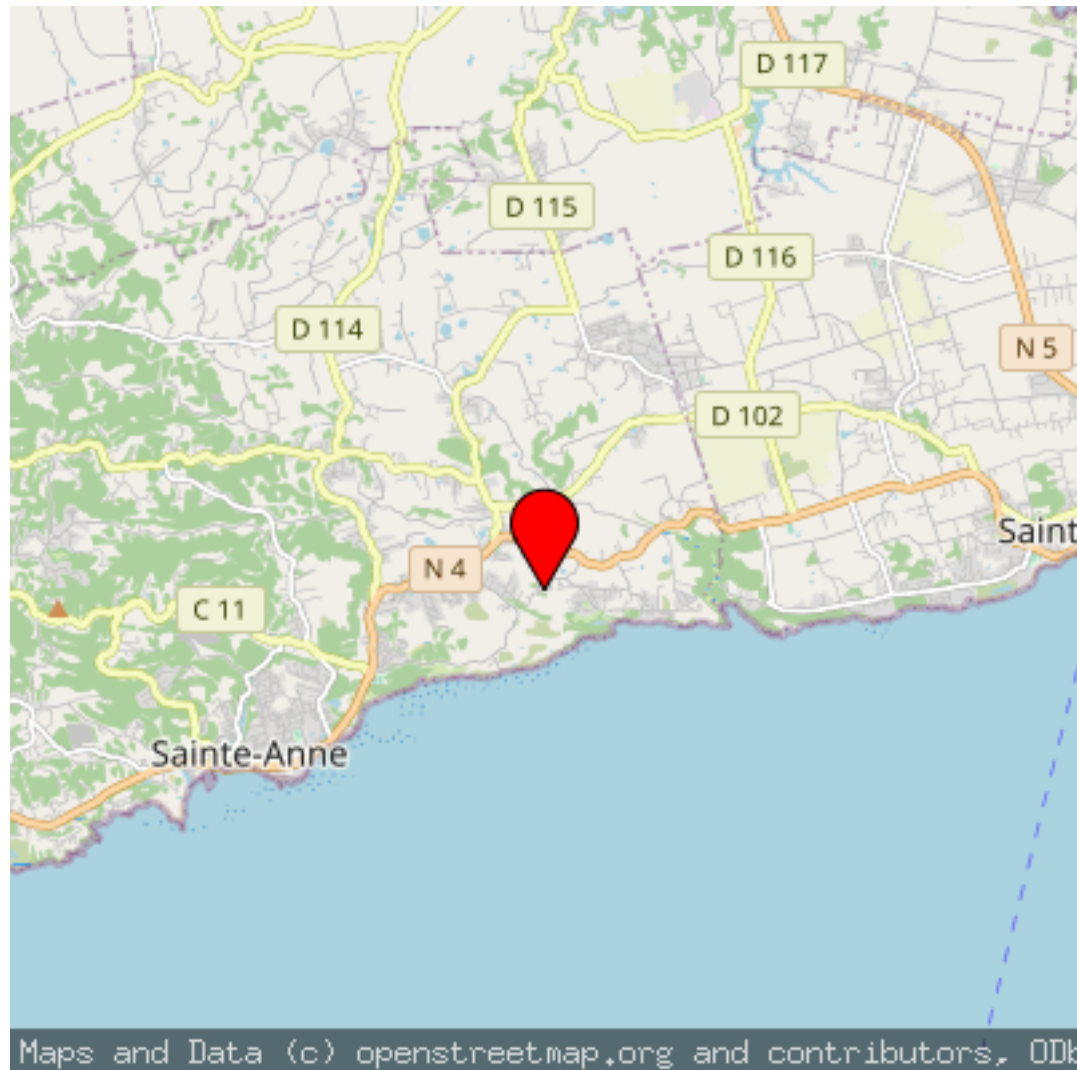 D 117
D 115
D 116
D 114
N 5
D 102
Saint
N 4
C 11
Sainte-Anne
Maps and Data (c) openstreetmap.org and contributors, ODb